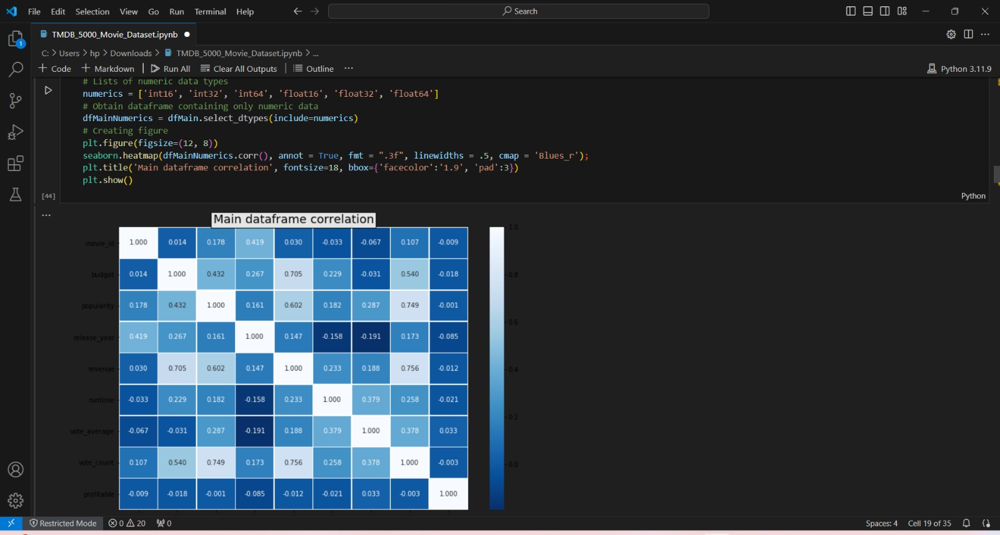 File Edit Selection View Go Run Terminal Help Search
TMDB_5000_Movie_Dataset.ipynb
1
C: > Users > hp > Downloads > TMDB_5000_Movie_Dataset.ipynb > ...
+ Code + Markdown | Run All Clear All Outputs | Outline ... Python 3.11.9
# Lists of numeric data types
numerics = ['int16', 'int32', 'int64', 'float16', 'float32', 'float64']
# Obtain dataframe containing only numeric data
dfMainNumerics = dfMain.select_dtypes(include=numerics)
# Creating figure
plt.figure(figsize=(12, 8))
seaborn.heatmap(dfMainNumerics.corr(), annot = True, fmt = ".3f", linewidths = .5, cmap = 'Blues_r');
plt.title('Main dataframe correlation', fontsize=18, bbox={'facecolor':'1.9', 'pad':3})
plt.show()
[44] Python
...
Main dataframe correlation
1.0
movie_id 1.000 0.014 0.178 0.419 0.030 -0.033 -0.067 0.107 -0.009
budget 0.014 1.000 0.432 0.267 0.705 0.229 -0.031 0.540 -0.018
0.8
popularity 0.178 0.432 1.000 0.161 0.602 0.182 0.287 0.749 -0.001
0.6
release_year 0.419 0.267 0.161 1.000 0.147 -0.158 -0.191 0.173 -0.085
revenue 0.030 0.705 0.602 0.147 1.000 0.233 0.188 0.756 -0.012
0.4
runtime -0.033 0.229 0.182 -0.158 0.233 1.000 0.379 0.258 -0.021
0.2
vote_average -0.067 -0.031 0.287 -0.191 0.188 0.379 1.000 0.378 0.033
vote_count 0.107 0.540 0.749 0.173 0.756 0.258 0.378 1.000 -0.003
0.0
profitable -0.009 -0.018 -0.001 -0.085 -0.012 -0.021 0.033 -0.003 1.000
Restricted Mode 0 20 0 Spaces: 4 Cell 19 of 35